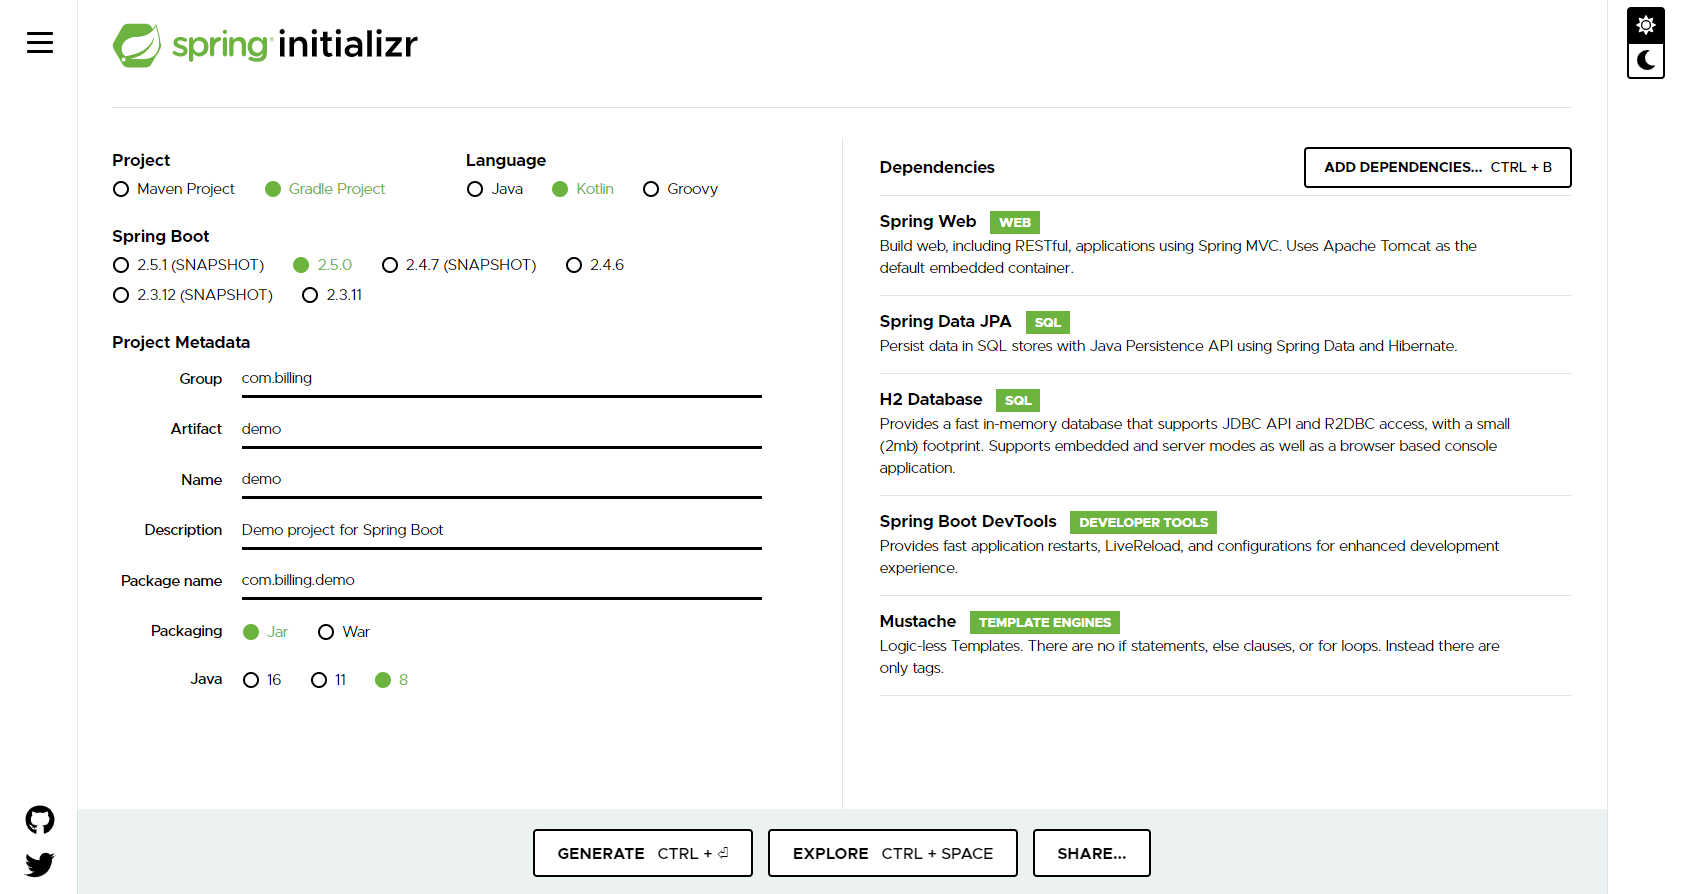 spring initializr
Project
Maven Project Gradle Project
Language
Java Kotlin Groovy
Spring Boot
2.5.1 (SNAPSHOT) 2.5.0 2.4.7 (SNAPSHOT) 2.4.6
2.3.12 (SNAPSHOT) 2.3.11
Project Metadata
Group com.billing
Artifact demo
Name demo
Description Demo project for Spring Boot
Package name com.billing.demo
Packaging Jar War
Java 16 11 8
Dependencies
ADD DEPENDENCIES... CTRL + B
Spring Web WEB
Build web, including RESTful, applications using Spring MVC. Uses Apache Tomcat as the
default embedded container.
Spring Data JPA SQL
Persist data in SQL stores with Java Persistence API using Spring Data and Hibernate.
H2 Database SQL
Provides a fast in-memory database that supports JDBC API and R2DBC access, with a small
(2mb) footprint. Supports embedded and server modes as well as a browser based console
application.
Spring Boot DevTools DEVELOPER TOOLS
Provides fast application restarts, LiveReload, and configurations for enhanced development
experience.
Mustache TEMPLATE ENGINES
Logic-less Templates. There are no if statements, else clauses, or for loops. Instead there are
only tags.
GENERATE CTRL + ⏎
EXPLORE CTRL + SPACE
SHARE...